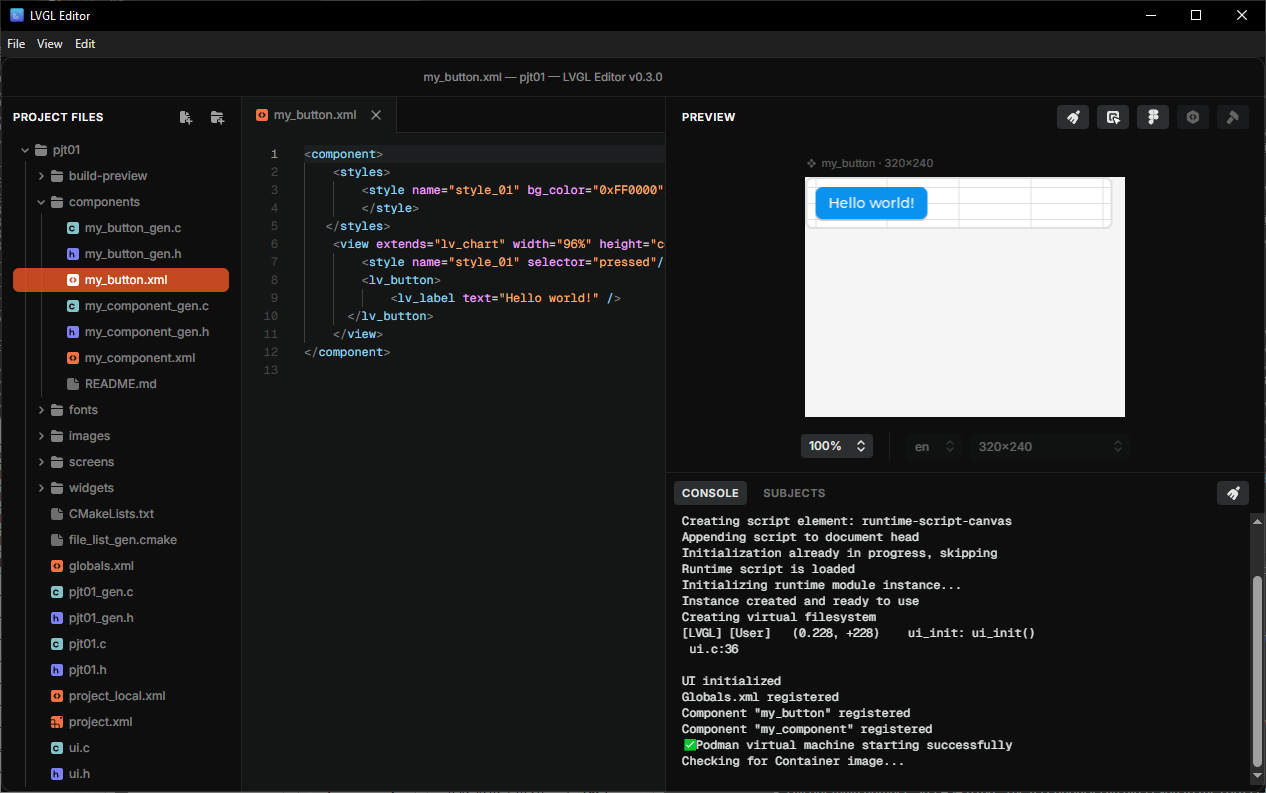 LVGL Editor
File View Edit
my_button.xml — pjt01 — LVGL Editor v0.3.0
PROJECT FILES
pjt01
build-preview
components
my_button_gen.c
my_button_gen.h
my_button.xml
my_component_gen.c
my_component_gen.h
my_component.xml
README.md
fonts
images
screens
widgets
CMakeLists.txt
file_list_gen.cmake
globals.xml
pjt01_gen.c
pjt01_gen.h
pjt01.c
pjt01.h
project_local.xml
project.xml
ui.c
ui.h
my_button.xml
1 <component>
2 <styles>
3 <style name="style_01" bg_color="0xFF0000"
4 </style>
5 </styles>
6 <view extends="lv_chart" width="96%" height="c
7 <style name="style_01" selector="pressed"/
8 <lv_button>
9 <lv_label text="Hello world!" />
10 </lv_button>
11 </view>
12 </component>
13
PREVIEW
my_button · 320×240
Hello world!
100% en 320×240
CONSOLE SUBJECTS
Creating script element: runtime-script-canvas
Appending script to document head
Initialization already in progress, skipping
Runtime script is loaded
Initializing runtime module instance...
Instance created and ready to use
Creating virtual filesystem
[LVGL] [User] (0.228, +228) ui_init: ui_init()
ui.c:36
UI initialized
Globals.xml registered
Component "my_button" registered
Component "my_component" registered
✅Podman virtual machine starting successfully
Checking for Container image...